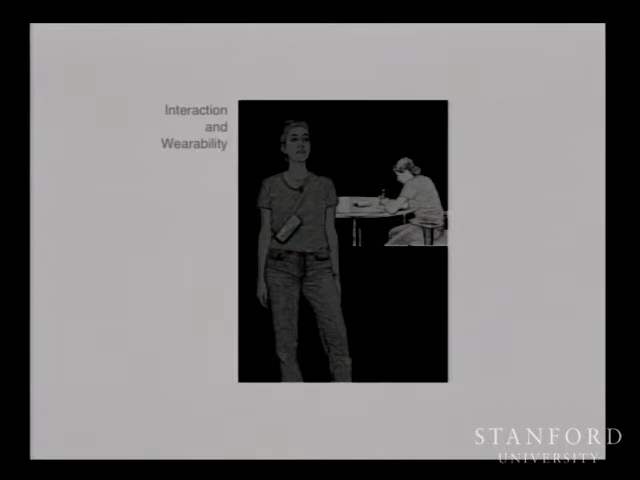 Interaction
and
Wearability
STANFORD
UNIVERSITY